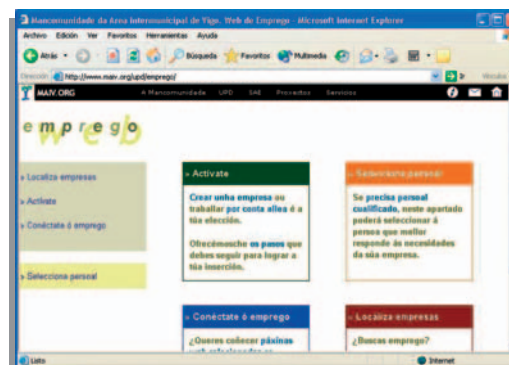 Mancomunidade da Area Intermunicipal de Vigo. Web de Emprego - Microsoft Internet Explorer
Archivo Edición Ver Favoritos Herramientas Ayuda
Atrás Búsqueda Favoritos Multimedia
Dirección http://www.maiv.org/upd/emprego/ Ir Vínculos
MAIV.ORG A Mancomunidade UPD SAE Proxectos Servicios
emprego
web
» Localiza empresas
» Actívate
» Conéctate ó emprego
» Selecciona persoal
» Actívate
Crear unha empresa ou
traballar por conta allea é a
túa elección.
Ofrecémosche os pasos que
debes seguir para lograr a
túa inserción.
» Selecciona persoal
Se precisa persoal
cualificado, neste apartado
poderá seleccionar á
persoa que mellor
responde ás necesidades
da súa empresa.
» Conéctate ó emprego
¿Queres coñecer páxinas
web relacionadas
» Localiza empresas
¿Buscas emprego?
Listo Internet